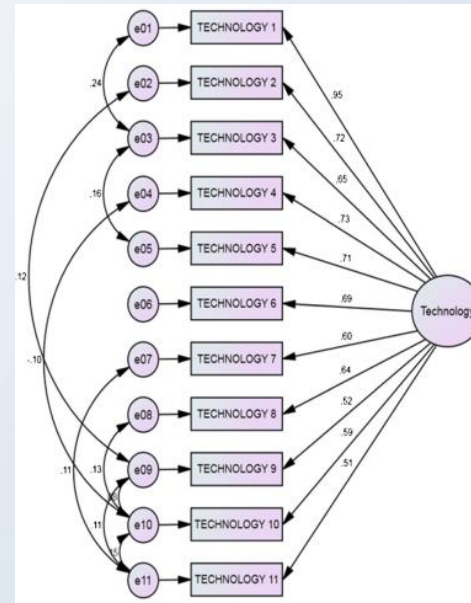 e01 TECHNOLOGY 1
.95
e02 TECHNOLOGY 2
.24
.72
e03 TECHNOLOGY 3
.65
.16
e04 TECHNOLOGY 4
.73
e05 TECHNOLOGY 5
.71
.12
e06 TECHNOLOGY 6
.69
Technology
-.10
e07 TECHNOLOGY 7
.60
e08 TECHNOLOGY 8
.64
.11
.13
e09 TECHNOLOGY 9
.52
.11
e10 TECHNOLOGY 10
.59
e11 TECHNOLOGY 11
.51